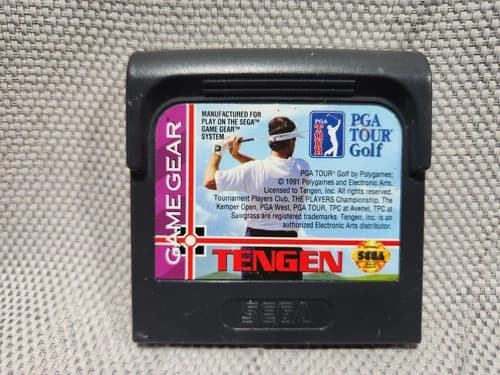 MANUFACTURED FOR
PLAY ON THE SEGA™
GAME GEAR™
SYSTEM.
PGA
TOUR
PGA
TOUR®
Golf
GAME GEAR
PGA TOUR® Golf by Polygames;
© 1991 Polygames and Electronic Arts.
Licensed to Tengen, Inc. All rights reserved.
Tournament Players Club, THE PLAYERS Championship, The
Kemper Open, PGA West, PGA TOUR, TPC at Avenel, TPC at
Sawgrass are registered trademarks. Tengen, Inc. is an
authorized Electronic Arts distributor.
TENGEN
SEGA
SEGA